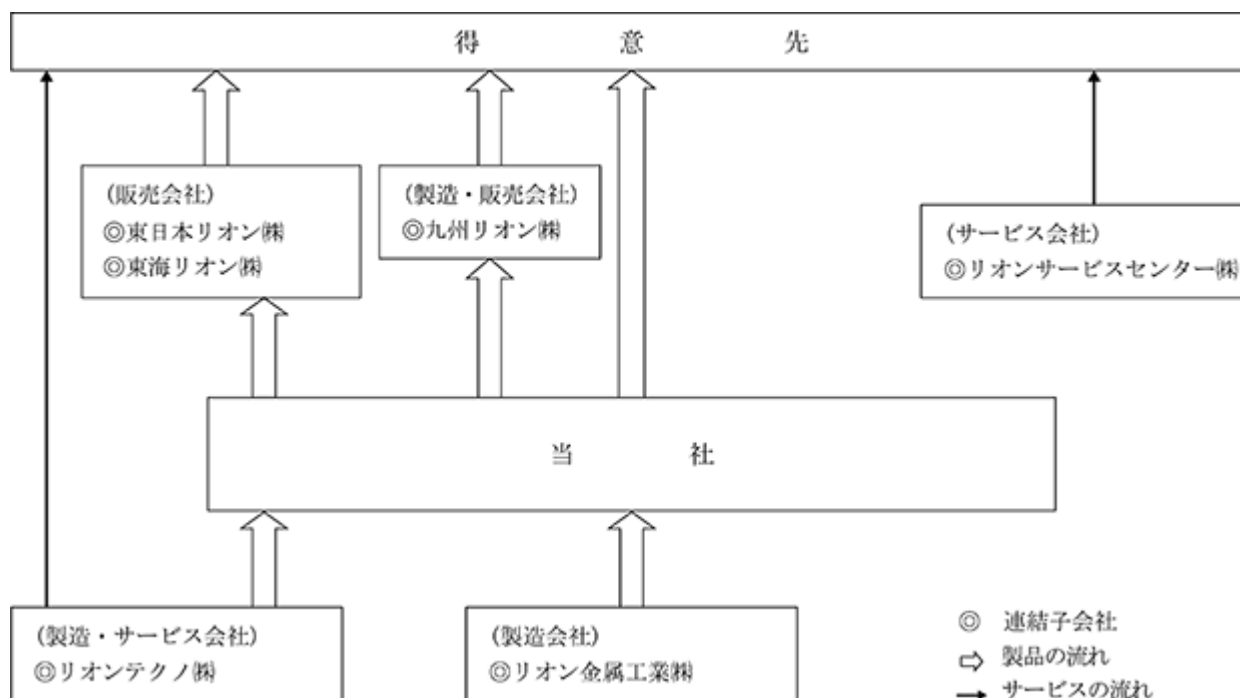 得意先
(販売会社)
◎東日本リオン㈱
◎東海リオン㈱
(製造・販売会社)
◎九州リオン㈱
(サービス会社)
◎リオンサービスセンター㈱
当社
(製造・サービス会社)
◎リオンテクノ㈱
(製造会社)
◎リオン金属工業㈱
◎ 連結子会社
⇨ 製品の流れ
→ サービスの流れ